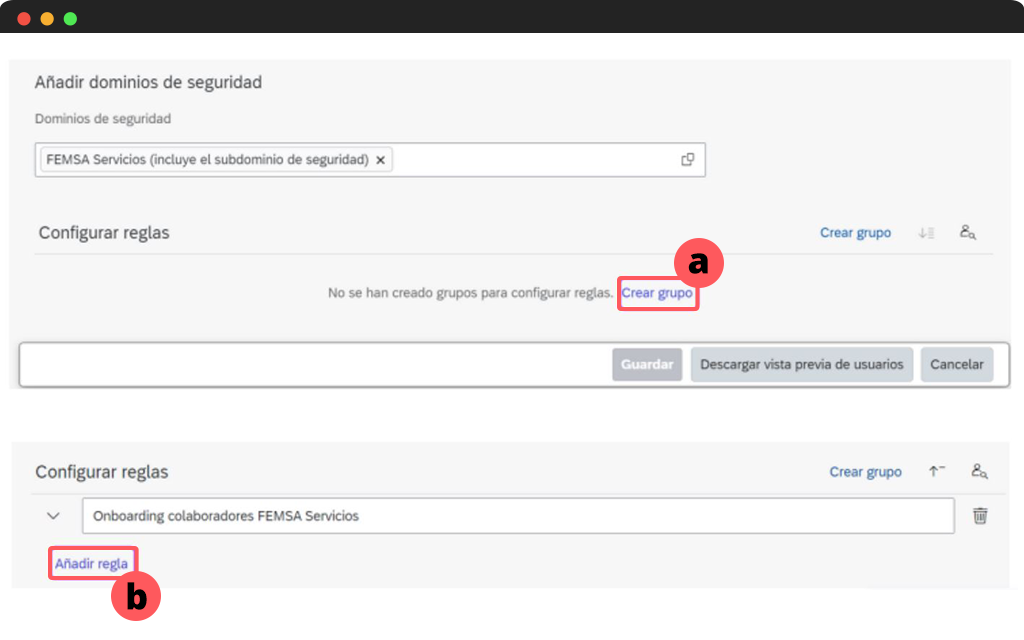 Añadir dominios de seguridad
Dominios de seguridad
FEMSA Servicios (incluye el subdominio de seguridad) ×
Configurar reglas Crear grupo
a
No se han creado grupos para configurar reglas. Crear grupo
Guardar Descargar vista previa de usuarios Cancelar
Configurar reglas Crear grupo
Onboarding colaboradores FEMSA Servicios
Añadir regla
b